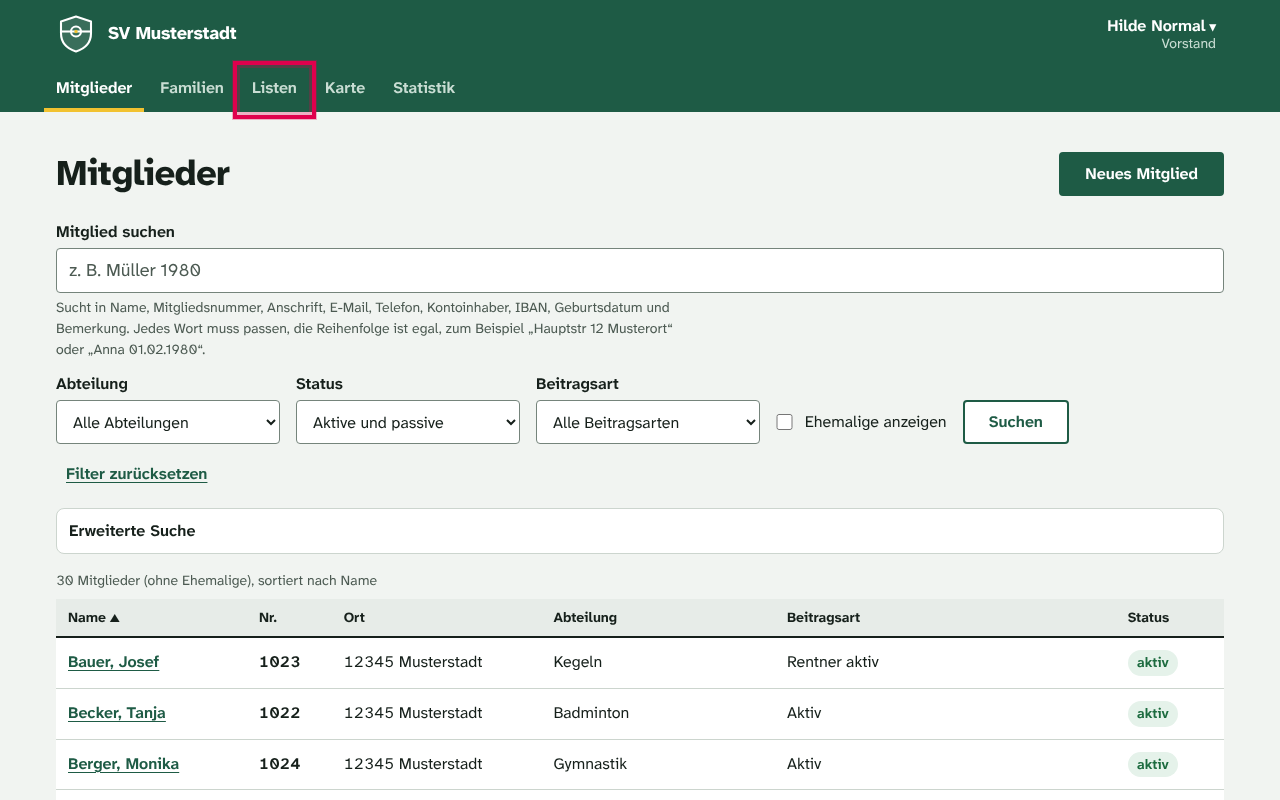 SV Musterstadt
Hilde Normal ▾
Vorstand
Mitglieder
Familien
Listen
Karte
Statistik
Mitglieder
Neues Mitglied
Mitglied suchen
z. B. Müller 1980
Sucht in Name, Mitgliedsnummer, Anschrift, E-Mail, Telefon, Kontoinhaber, IBAN, Geburtsdatum und
Bemerkung. Jedes Wort muss passen, die Reihenfolge ist egal, zum Beispiel „Hauptstr 12 Musterort“
oder „Anna 01.02.1980“.
Abteilung
Status
Beitragsart
Alle Abteilungen
Aktive und passive
Alle Beitragsarten
Ehemalige anzeigen
Suchen
Filter zurücksetzen
Erweiterte Suche
30 Mitglieder (ohne Ehemalige), sortiert nach Name
Name ▲ Nr. Ort Abteilung Beitragsart Status
Bauer, Josef 1023 12345 Musterstadt Kegeln Rentner aktiv aktiv
Becker, Tanja 1022 12345 Musterstadt Badminton Aktiv aktiv
Berger, Monika 1024 12345 Musterstadt Gymnastik Aktiv aktiv